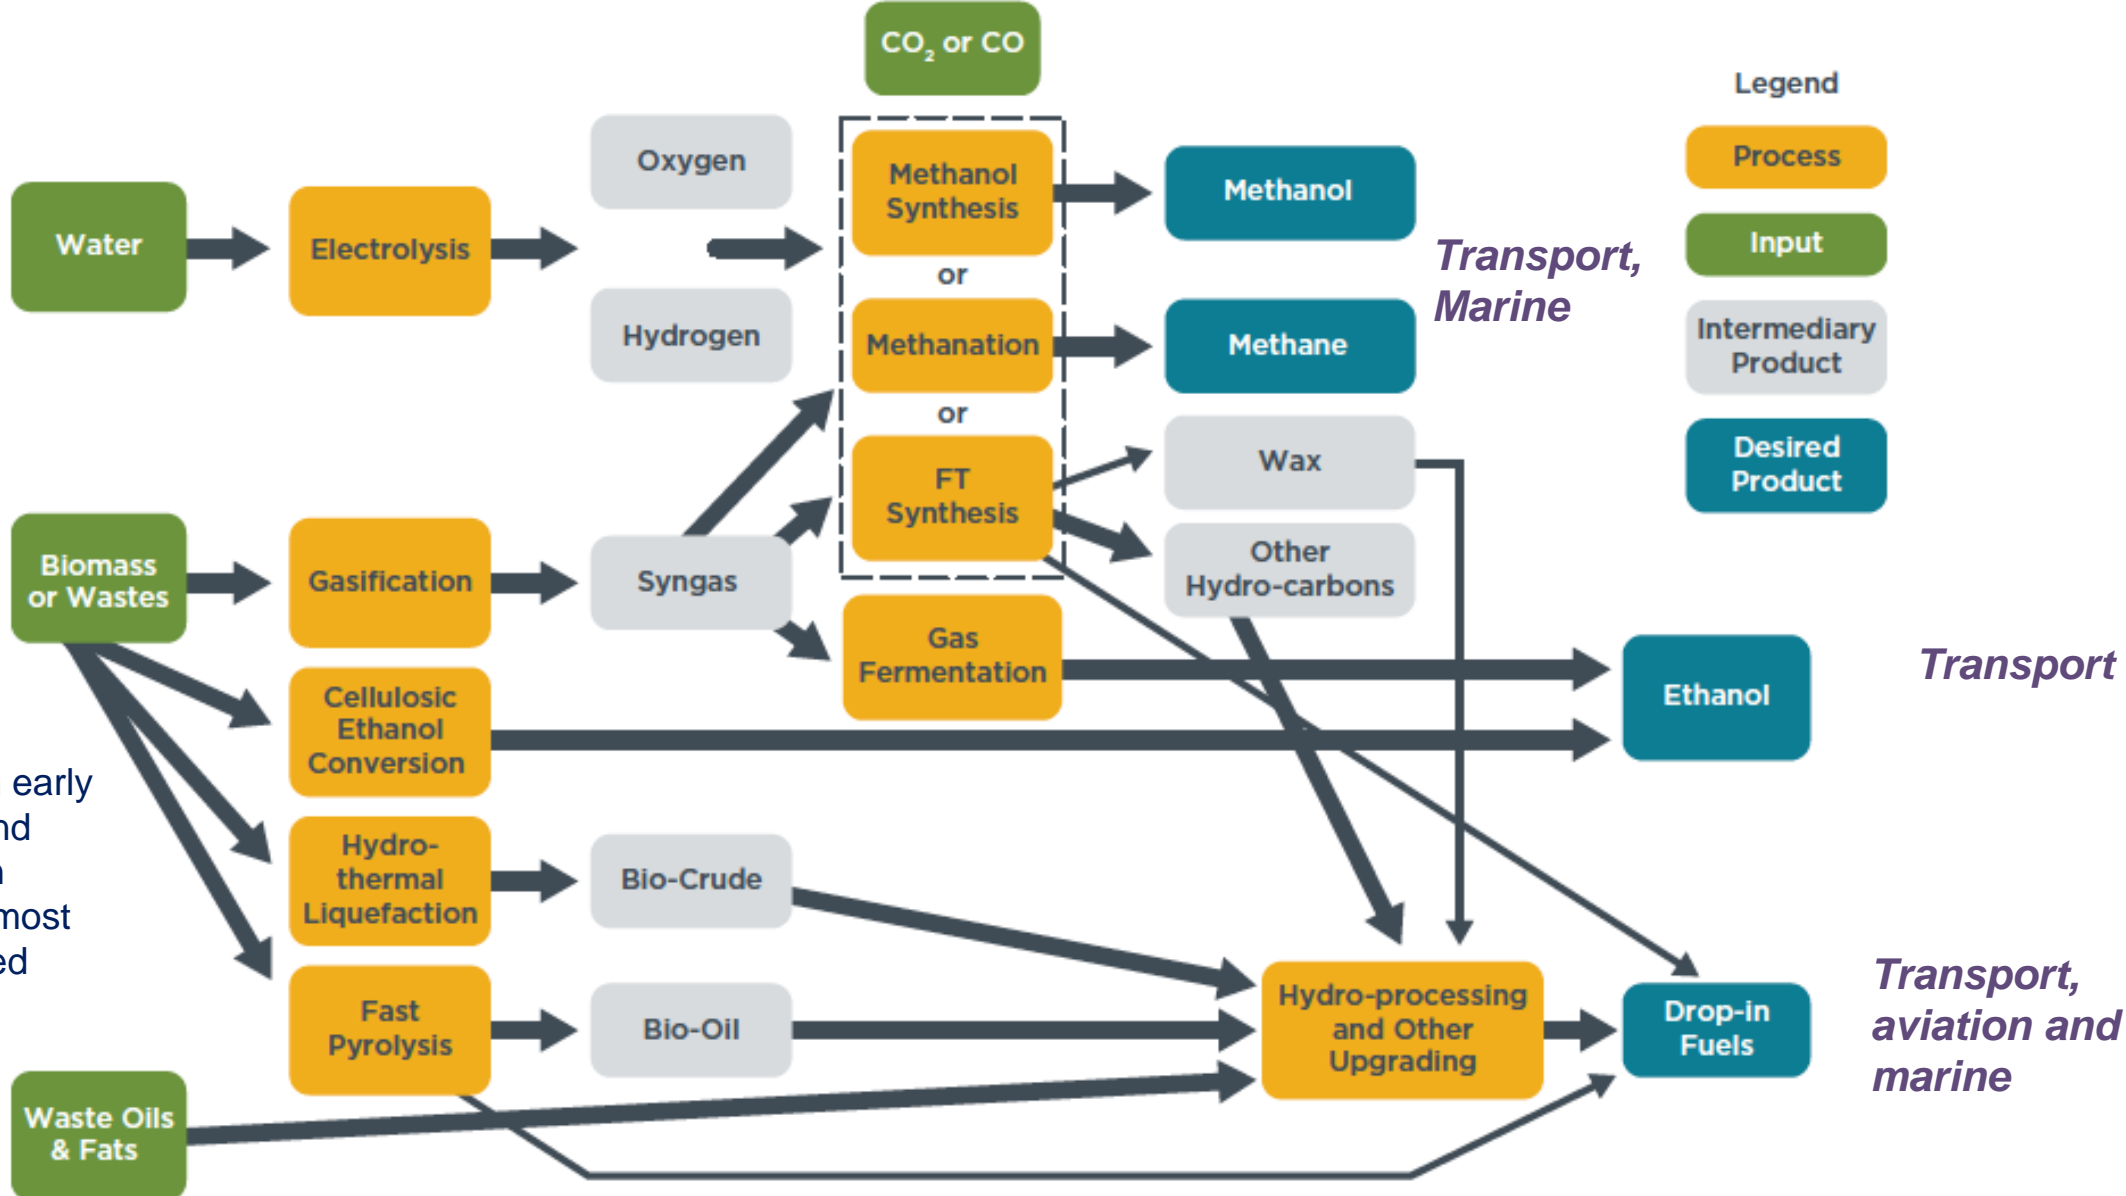 CO₂ or CO
Legend
Process
Input
Intermediary
Product
Desired
Product
Water
Electrolysis
Oxygen
Hydrogen
Methanol
Synthesis
or
Methanation
or
FT
Synthesis
Methanol
Methane
Transport,
Marine
Wax
Other
Hydro-carbons
Biomass
or Wastes
Gasification
Syngas
Gas
Fermentation
Cellulosic
Ethanol
Conversion
Ethanol
Transport
early
most
Hydro-
thermal
Liquefaction
Bio-Crude
Fast
Pyrolysis
Bio-Oil
Hydro-processing
and Other
Upgrading
Drop-in
Fuels
Transport,
aviation and
marine
Waste Oils
& Fats